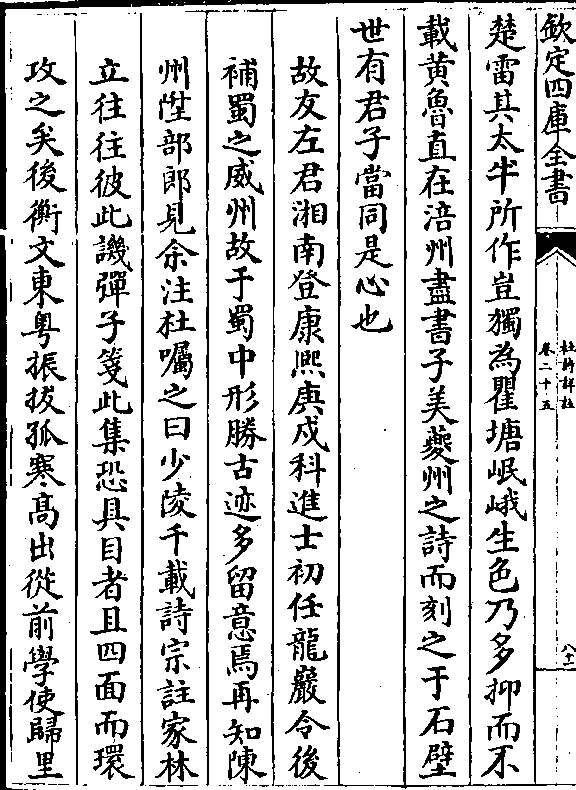 欽定四庫全書
杜詩詳註
卷二十五
楚雷其太半所作豈獨為瞿塘岷峨生色乃多抑而不
載黄魯直在涪州盡書子美夔州之詩而刻之于石壁
世有君子當同是心也
故友左君湘南登康熙庚戍科進士初任龍巖令後
補蜀之威州故于蜀中形勝古迹多留意焉再知陳
州陞部郎見余注杜囑之曰少陵千載詩宗註家林
立往往彼此譏彈子箋此集恐具目者且四面而環
攻之矣後衡文東粤振拔孤寒高出從前學使歸里